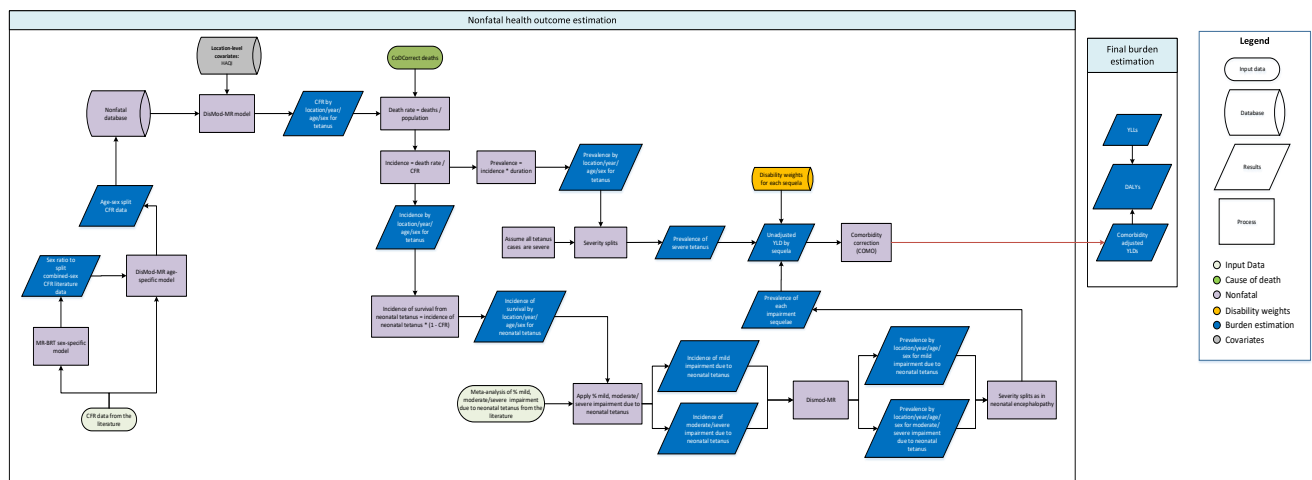 Nonfatal health outcome estimation
Location-level
covariates:
HAQI
CoDCorrect deaths
Nonfatal
database
DisMod-MR model
CFR by
location/year/
age/sex for
tetanus
Death rate = deaths /
population
Incidence = death rate /
CFR
Prevalence =
incidence * duration
Prevalence by
location/year/
age/sex for
tetanus
Disability weights
for each sequela
Age-sex split
CFR data
Incidence by
location/year/
age/sex for
tetanus
Assume all tetanus
cases are severe
Severity splits
Prevalence of
severe tetanus
Unadjusted
YLD by
sequela
Comorbidity
correction
(COMO)
Sex ratio to
split
combined-sex
CFR literature
data
DisMod-MR age-
specific model
Incidence of survival from
neonatal tetanus = incidence of
neonatal tetanus * (1 - CFR)
Incidence of
survival by
location/year/
age/sex for
neonatal tetanus
Prevalence of
each
impairment
sequelae
MR-BRT sex-specific
model
Incidence of mild
impairment due to
neonatal tetanus
Prevalence by
location/year/age/
sex for mild
impairment due to
neonatal tetanus
Meta-analysis of % mild,
moderate/severe impairment
due to neonatal tetanus from the
literature
Apply % mild, moderate/
severe impairment due to
neonatal tetanus
Dismod-MR
Severity splits as in
neonatal encephalopathy
CFR data from the
literature
Incidence of
moderate/severe
impairment due to
neonatal tetanus
Prevalence by
location/year/age/
sex for moderate/
severe impairment
due to neonatal
tetanus
Final burden
estimation
YLLs
DALYs
Comorbidity
adjusted
YLDs
Legend
Input data
Database
Results
Process
Input Data
Cause of death
Nonfatal
Disability weights
Burden estimation
Covariates